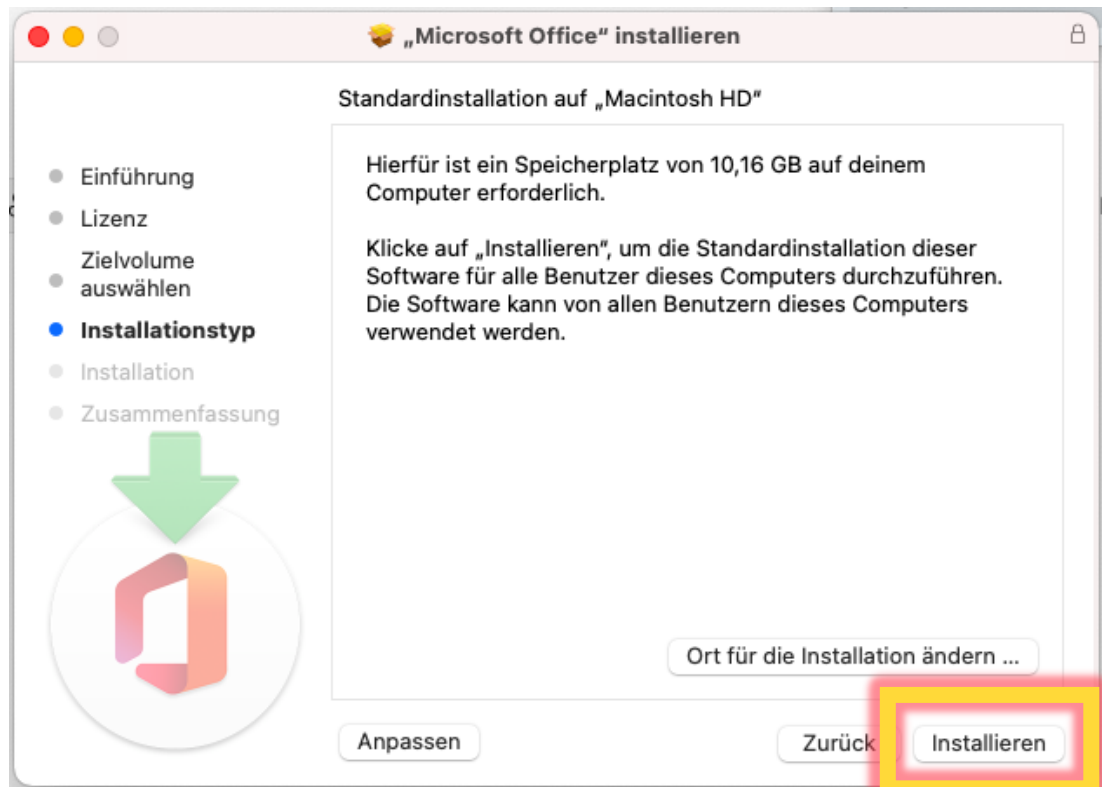 „Microsoft Office“ installieren
Standardinstallation auf „Macintosh HD“
Einführung
Lizenz
Zielvolume
auswählen
Installationstyp
Installation
Zusammenfassung
Hierfür ist ein Speicherplatz von 10,16 GB auf deinem
Computer erforderlich.
Klicke auf „Installieren“, um die Standardinstallation dieser
Software für alle Benutzer dieses Computers durchzuführen.
Die Software kann von allen Benutzern dieses Computers
verwendet werden.
Ort für die Installation ändern ...
Anpassen
Zurück
Installieren